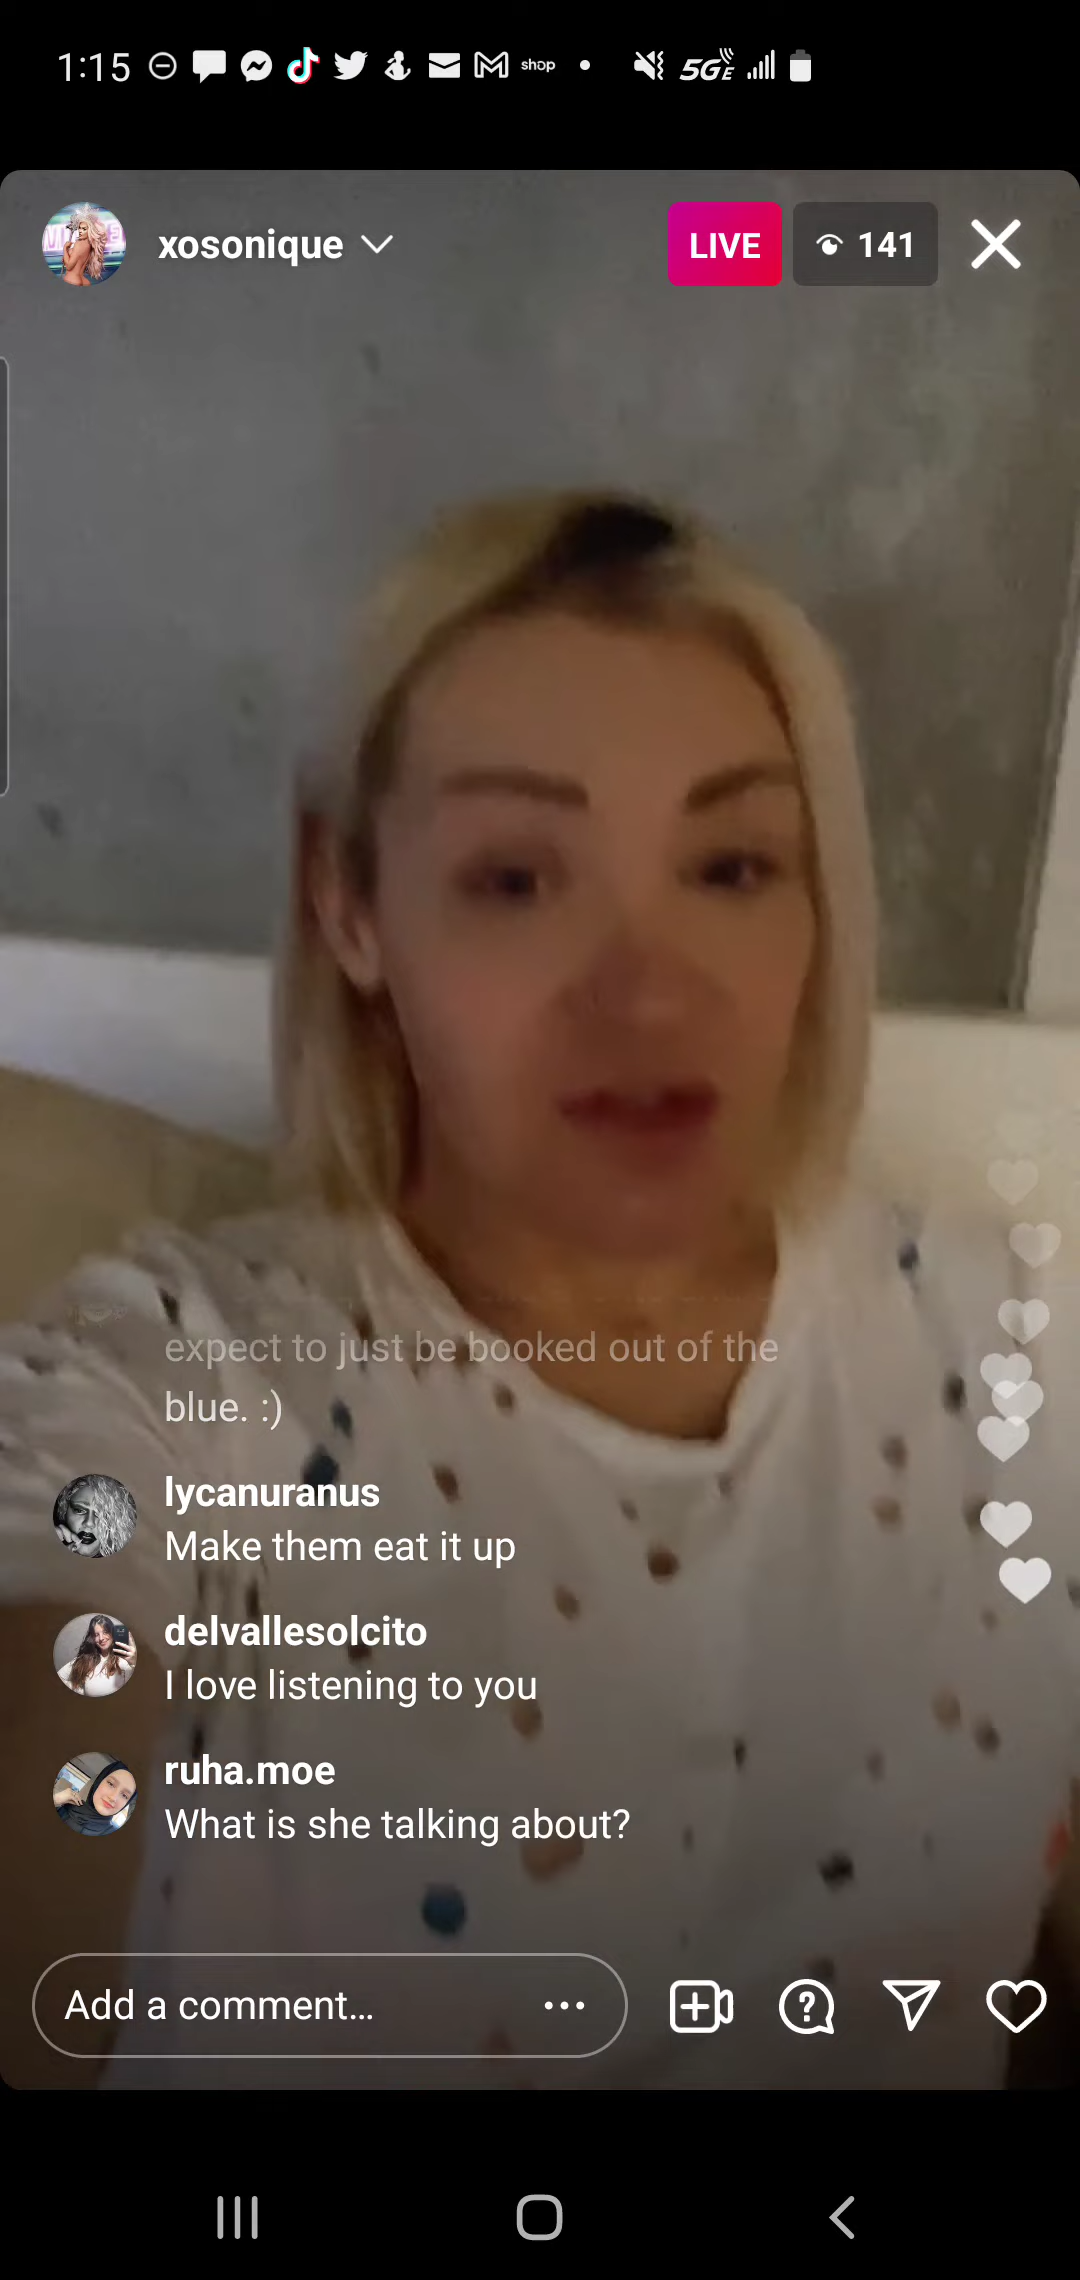 1:15 shop 5GE
xosonique LIVE 141
expect to just be booked out of the
blue. :)
lycanuranus
Make them eat it up
delvallesolcito
I love listening to you
ruha.moe
What is she talking about?
Add a comment...